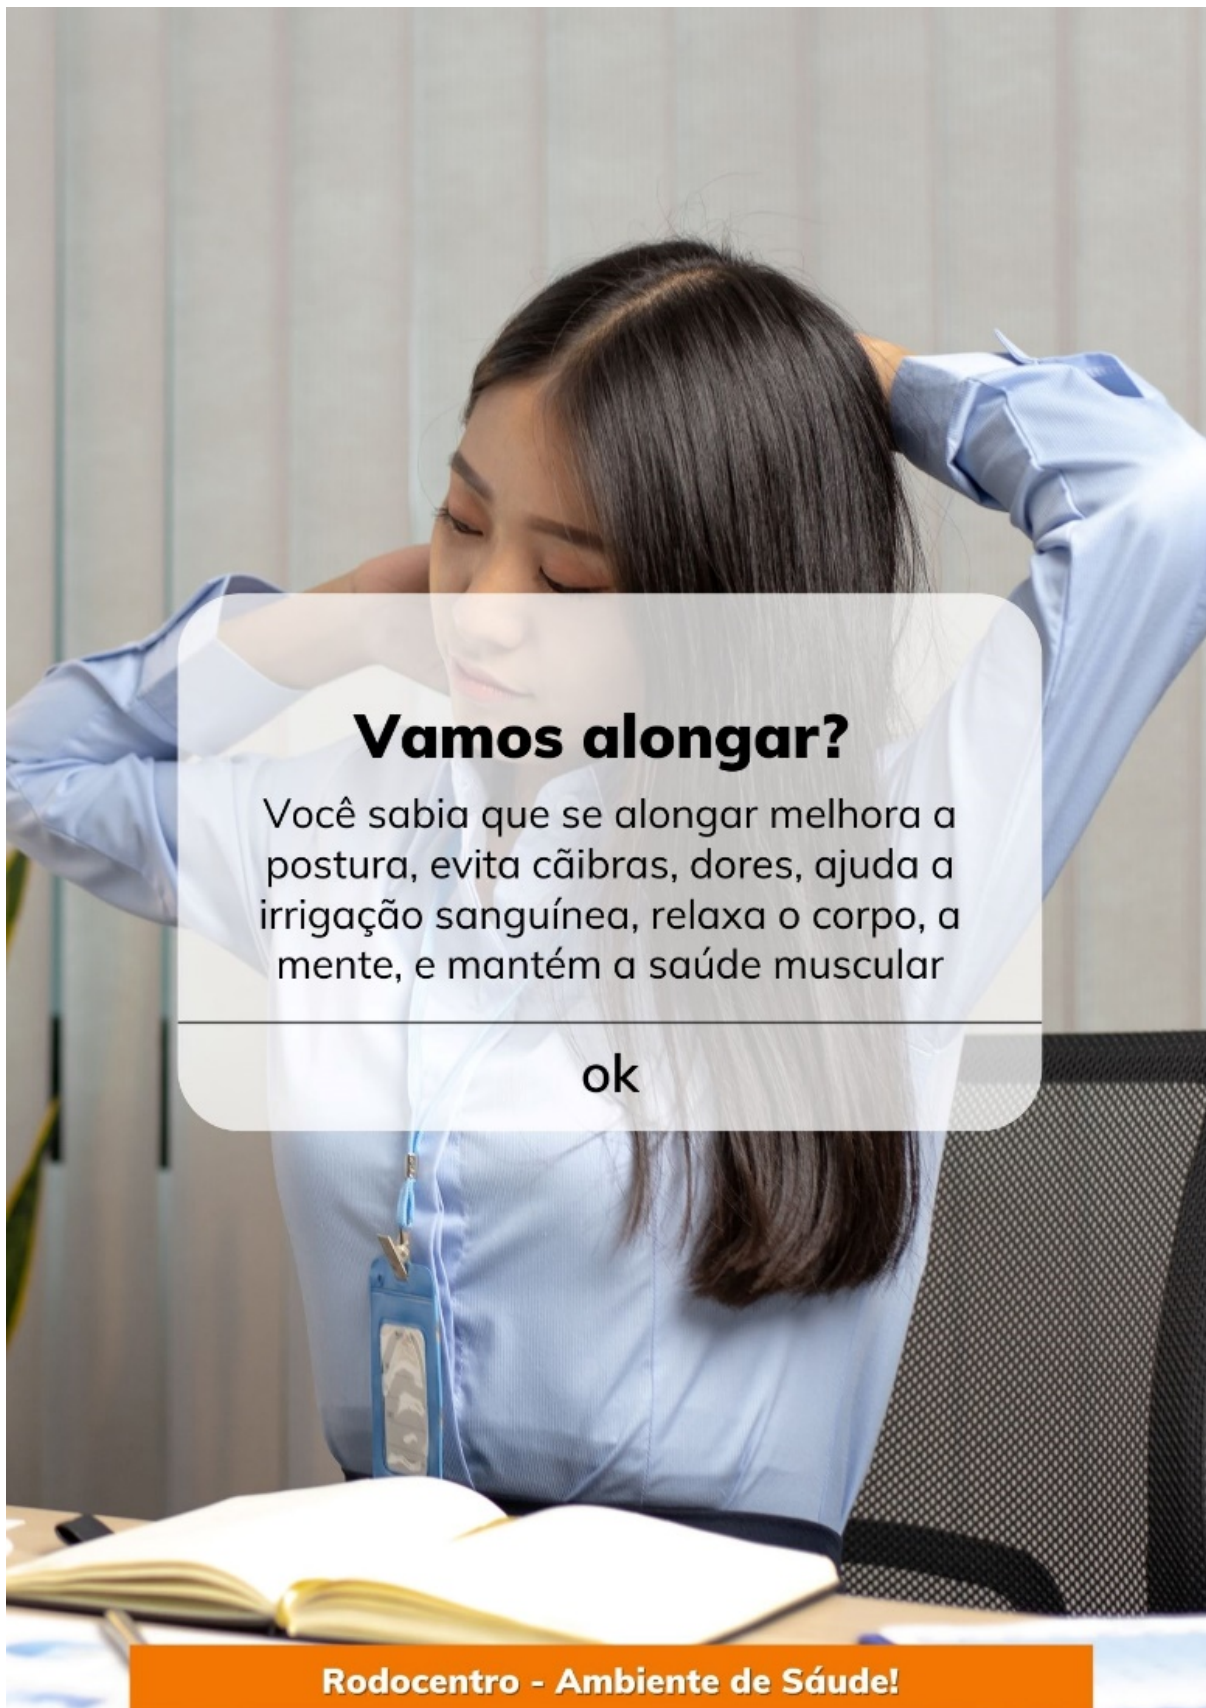 Vamos alongar?
Você sabia que se alongar melhora a
postura, evita cãibras, dores, ajuda a
irrigação sanguínea, relaxa o corpo, a
mente, e mantém a saúde muscular
ok
Rodocentro - Ambiente de Sáude!